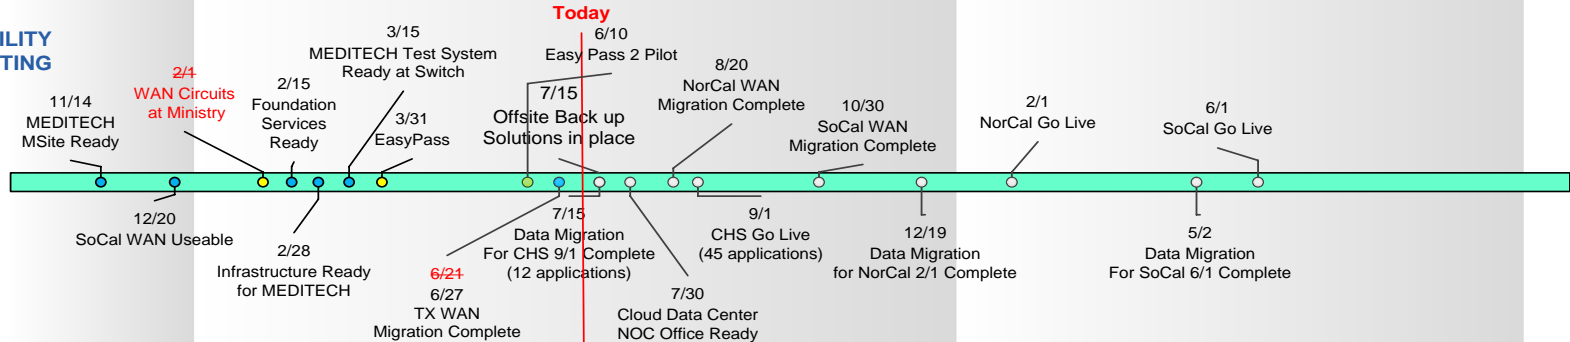 ILITY
TING
11/14
MEDITECH
MSite Ready
2/1
WAN Circuits
at Ministry
2/15
Foundation
Services
Ready
3/15
MEDITECH Test System
Ready at Switch
3/31
EasyPass
Today
6/10
Easy Pass 2 Pilot
7/15
Offsite Back up
Solutions in place
8/20
NorCal WAN
Migration Complete
10/30
SoCal WAN
Migration Complete
2/1
NorCal Go Live
6/1
SoCal Go Live
12/20
SoCal WAN Useable
2/28
Infrastructure Ready
for MEDITECH
6/21
6/27
TX WAN
Migration Complete
7/15
Data Migration
For CHS 9/1 Complete
(12 applications)
7/30
Cloud Data Center
NOC Office Ready
9/1
CHS Go Live
(45 applications)
12/19
Data Migration
for NorCal 2/1 Complete
5/2
Data Migration
For SoCal 6/1 Complete